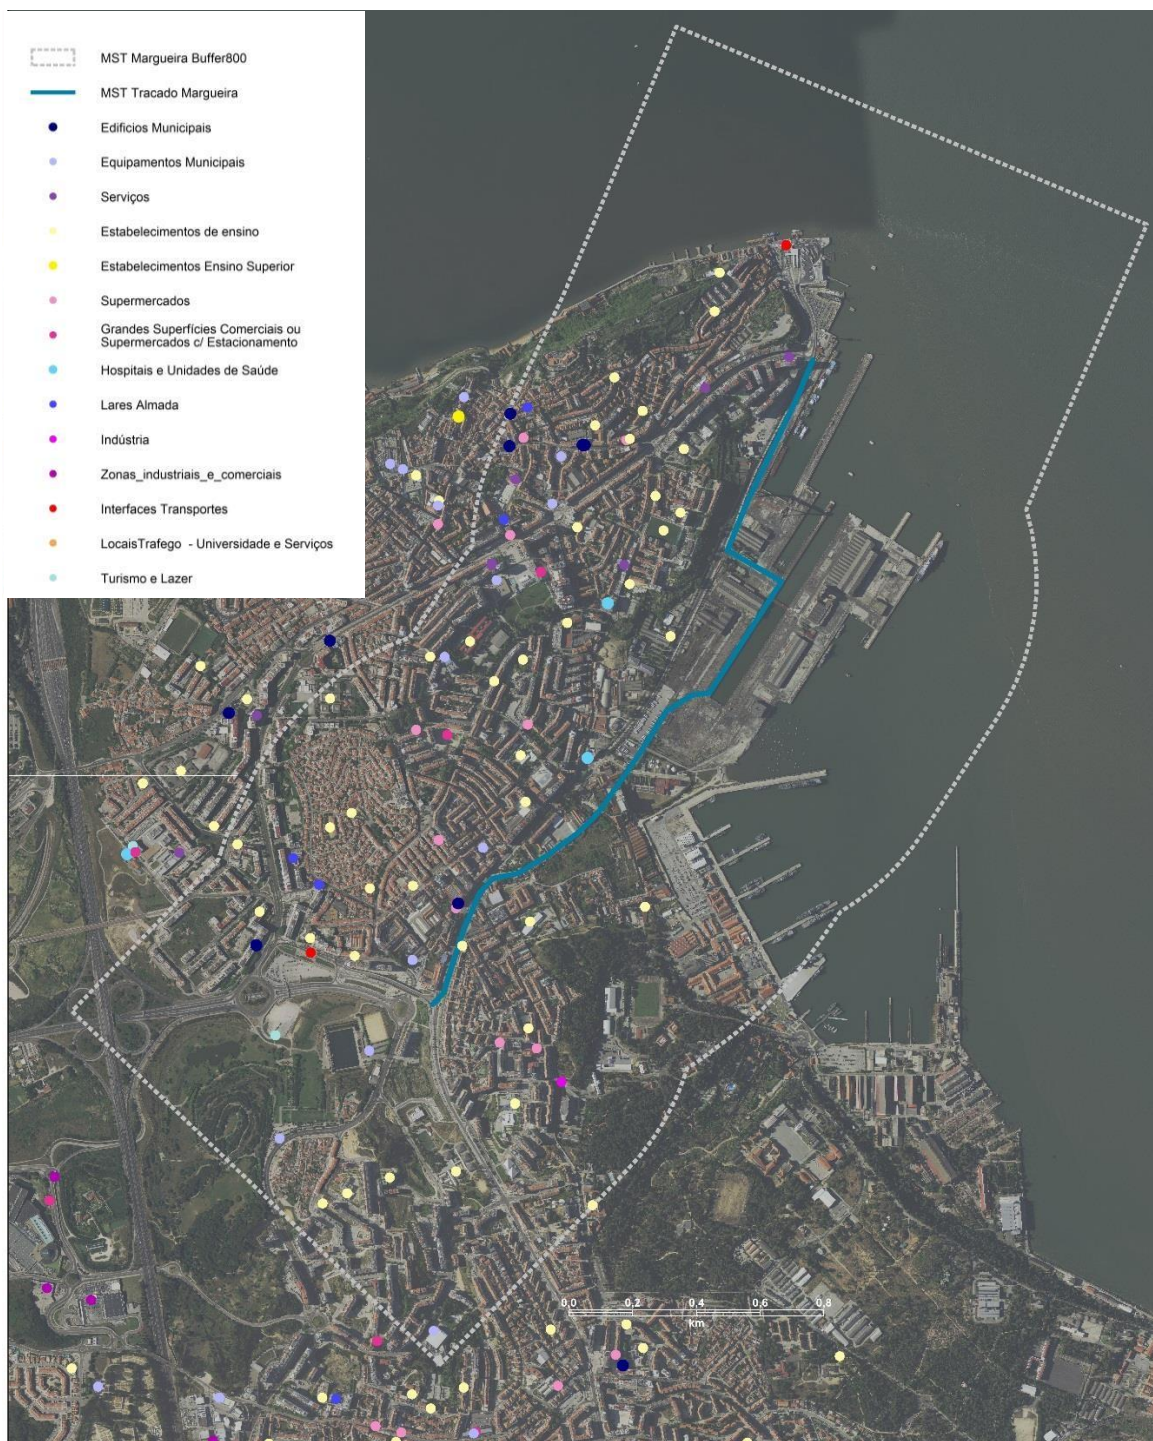 MST Margueira Buffer800
MST Tracado Margueira
Edificios Municipais
Equipamentos Municipais
Serviços
Estabelecimentos de ensino
Estabelecimentos Ensino Superior
Supermercados
Grandes Superfícies Comerciais ou
Supermercados c/ Estacionamento
Hospitais e Unidades de Saúde
Lares Almada
Indústria
Zonas_industriais_e_comerciais
Interfaces Transportes
LocaisTrafego - Universidade e Serviços
Turismo e Lazer
0,0 0,2 0,4 0,6 0,8
km